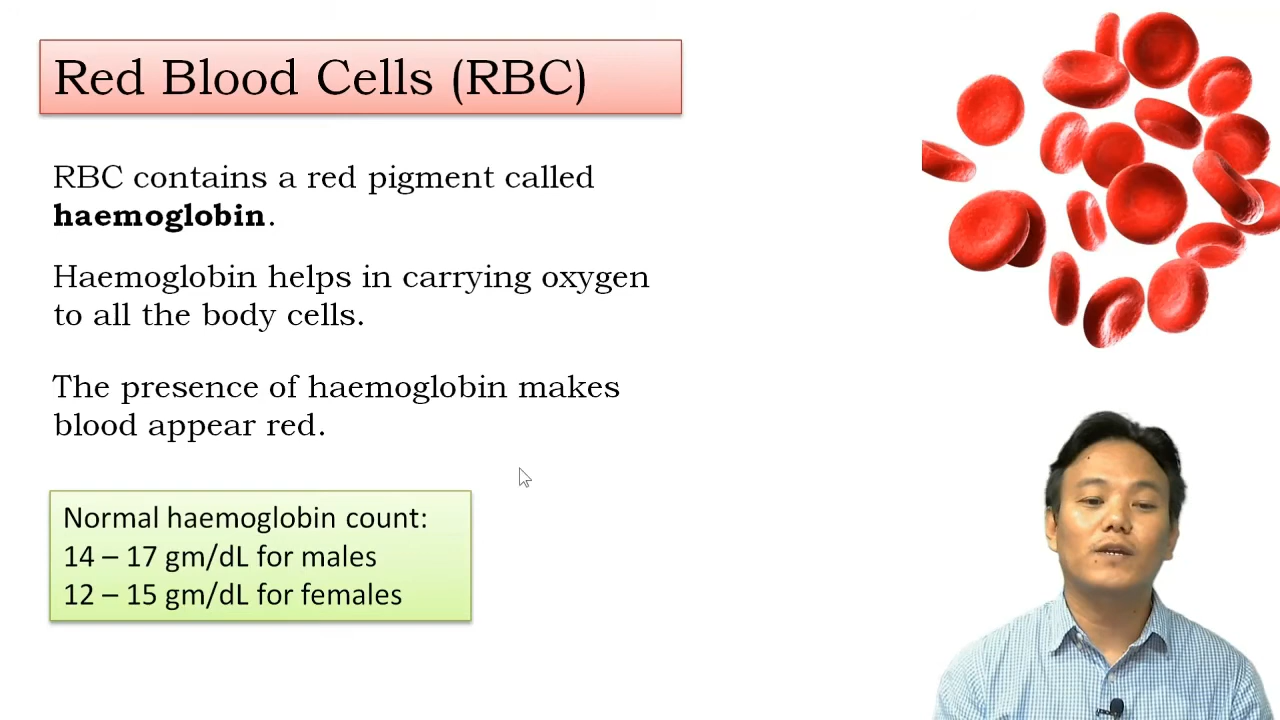 Red Blood Cells (RBC)
RBC contains a red pigment called
haemoglobin.
Haemoglobin helps in carrying oxygen
to all the body cells.
The presence of haemoglobin makes
blood appear red.
Normal haemoglobin count:
14 – 17 gm/dL for males
12 – 15 gm/dL for females